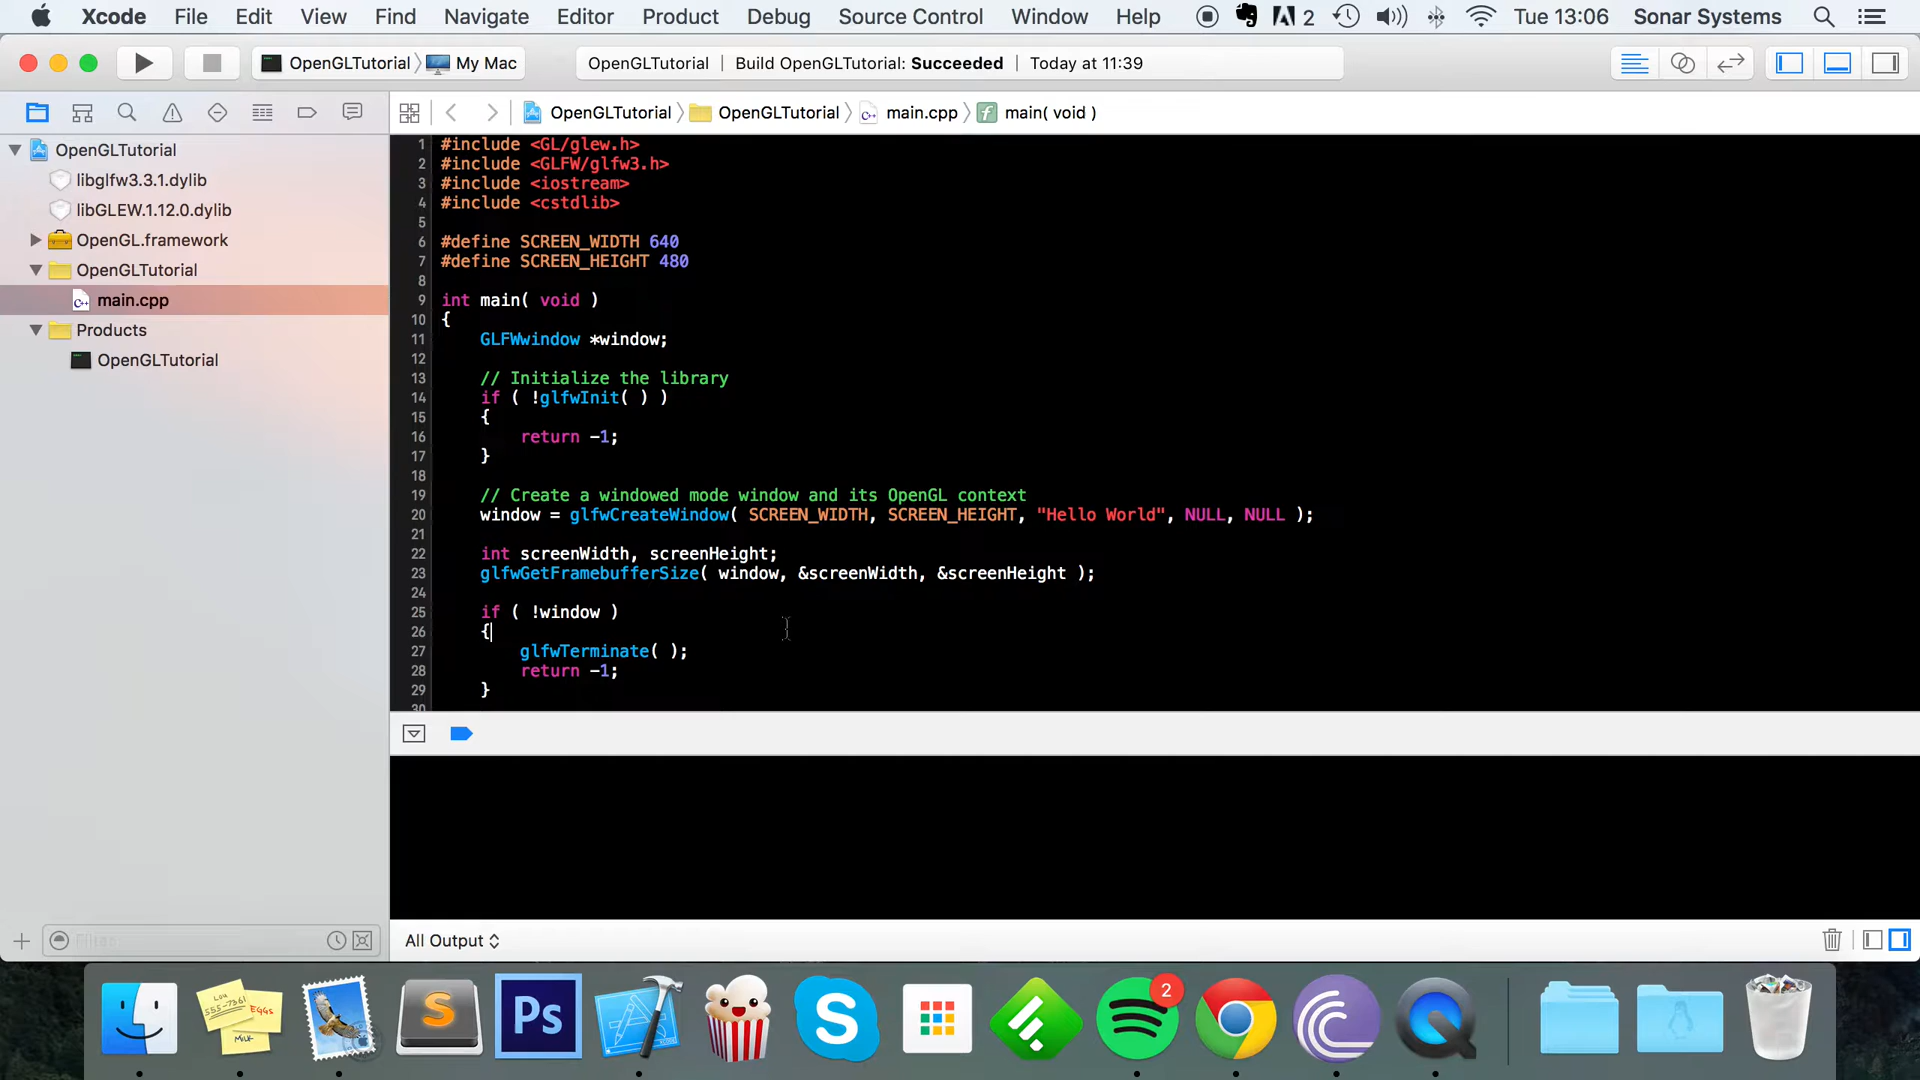 Xcode File Edit View Find Navigate Editor Product Debug Source Control Window Help 2 Tue 13:06 Sonar Systems
OpenGLTutorial My Mac OpenGLTutorial | Build OpenGLTutorial: Succeeded | Today at 11:39
OpenGLTutorial OpenGLTutorial main.cpp main( void )
OpenGLTutorial
libglfw3.3.1.dylib
libGLEW.1.12.0.dylib
OpenGL.framework
OpenGLTutorial
main.cpp
Products
OpenGLTutorial
Filter
1 #include <GL/glew.h>
2 #include <GLFW/glfw3.h>
3 #include <iostream>
4 #include <cstdlib>
5
6 #define SCREEN_WIDTH 640
7 #define SCREEN_HEIGHT 480
8
9 int main( void )
10 {
11 GLFWwindow *window;
12
13 // Initialize the library
14 if ( !glfwInit( ) )
15 {
16 return -1;
17 }
18
19 // Create a windowed mode window and its OpenGL context
20 window = glfwCreateWindow( SCREEN_WIDTH, SCREEN_HEIGHT, "Hello World", NULL, NULL );
21
22 int screenWidth, screenHeight;
23 glfwGetFramebufferSize( window, &screenWidth, &screenHeight );
24
25 if ( !window )
26 {
27 glfwTerminate( );
28 return -1;
29 }
30
All Output
Lou
555-7361
EGGS
MILK
S
Ps
S
2